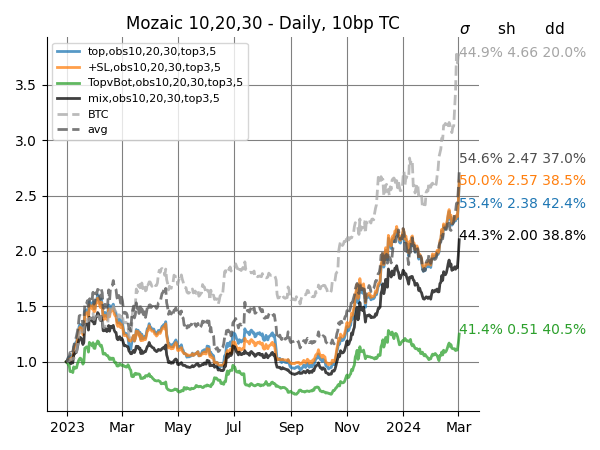 Mozaic 10,20,30 - Daily, 10bp TC
σ sh dd
top,obs10,20,30,top3,5
+SL,obs10,20,30,top3,5
TopvBot,obs10,20,30,top3,5
mix,obs10,20,30,top3,5
BTC
avg
44.9% 4.66 20.0%
54.6% 2.47 37.0%
50.0% 2.57 38.5%
53.4% 2.38 42.4%
44.3% 2.00 38.8%
41.4% 0.51 40.5%
3.5
3.0
2.5
2.0
1.5
1.0
2023 Mar May Jul Sep Nov 2024 Mar